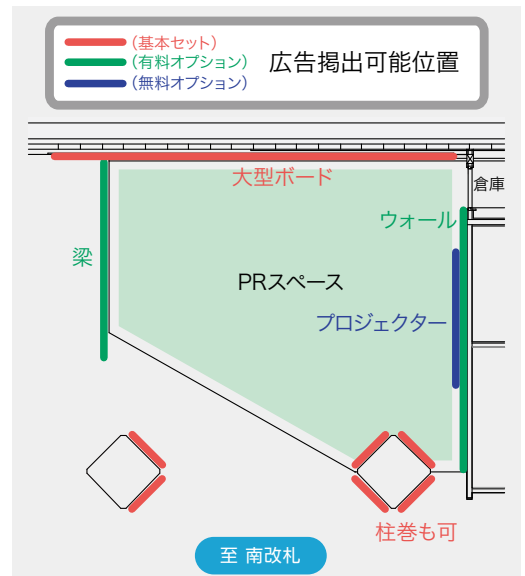 (基本セット)
(有料オプション)
(無料オプション)
広告掲出可能位置
大型ボード
倉庫
ウォール
梁
PRスペース
プロジェクター
柱巻も可
至 南改札